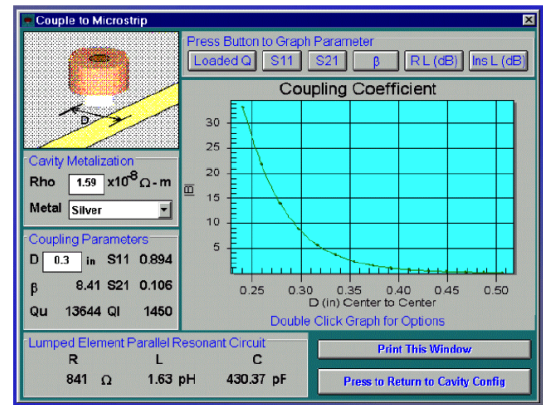 Couple to Microstrip
D
Press Button to Graph Parameter
Loaded Q S11 S21 β R L (dB) Ins L (dB)
Coupling Coefficient
30
25
20
15
10
5
|B|
0.25 0.30 0.35 0.40 0.45 0.50
D (in) Center to Center
Double Click Graph for Options
Cavity Metalization
Rho 1.59 x10-8 Ω - m
Metal Silver
Coupling Parameters
D 0.3 in S11 0.894
β 8.41 S21 0.106
Qu 13644 Ql 1450
Lumped Element Parallel Resonant Circuit
R L C
841 Ω 1.63 pH 430.37 pF
Print This Window
Press to Return to Cavity Config